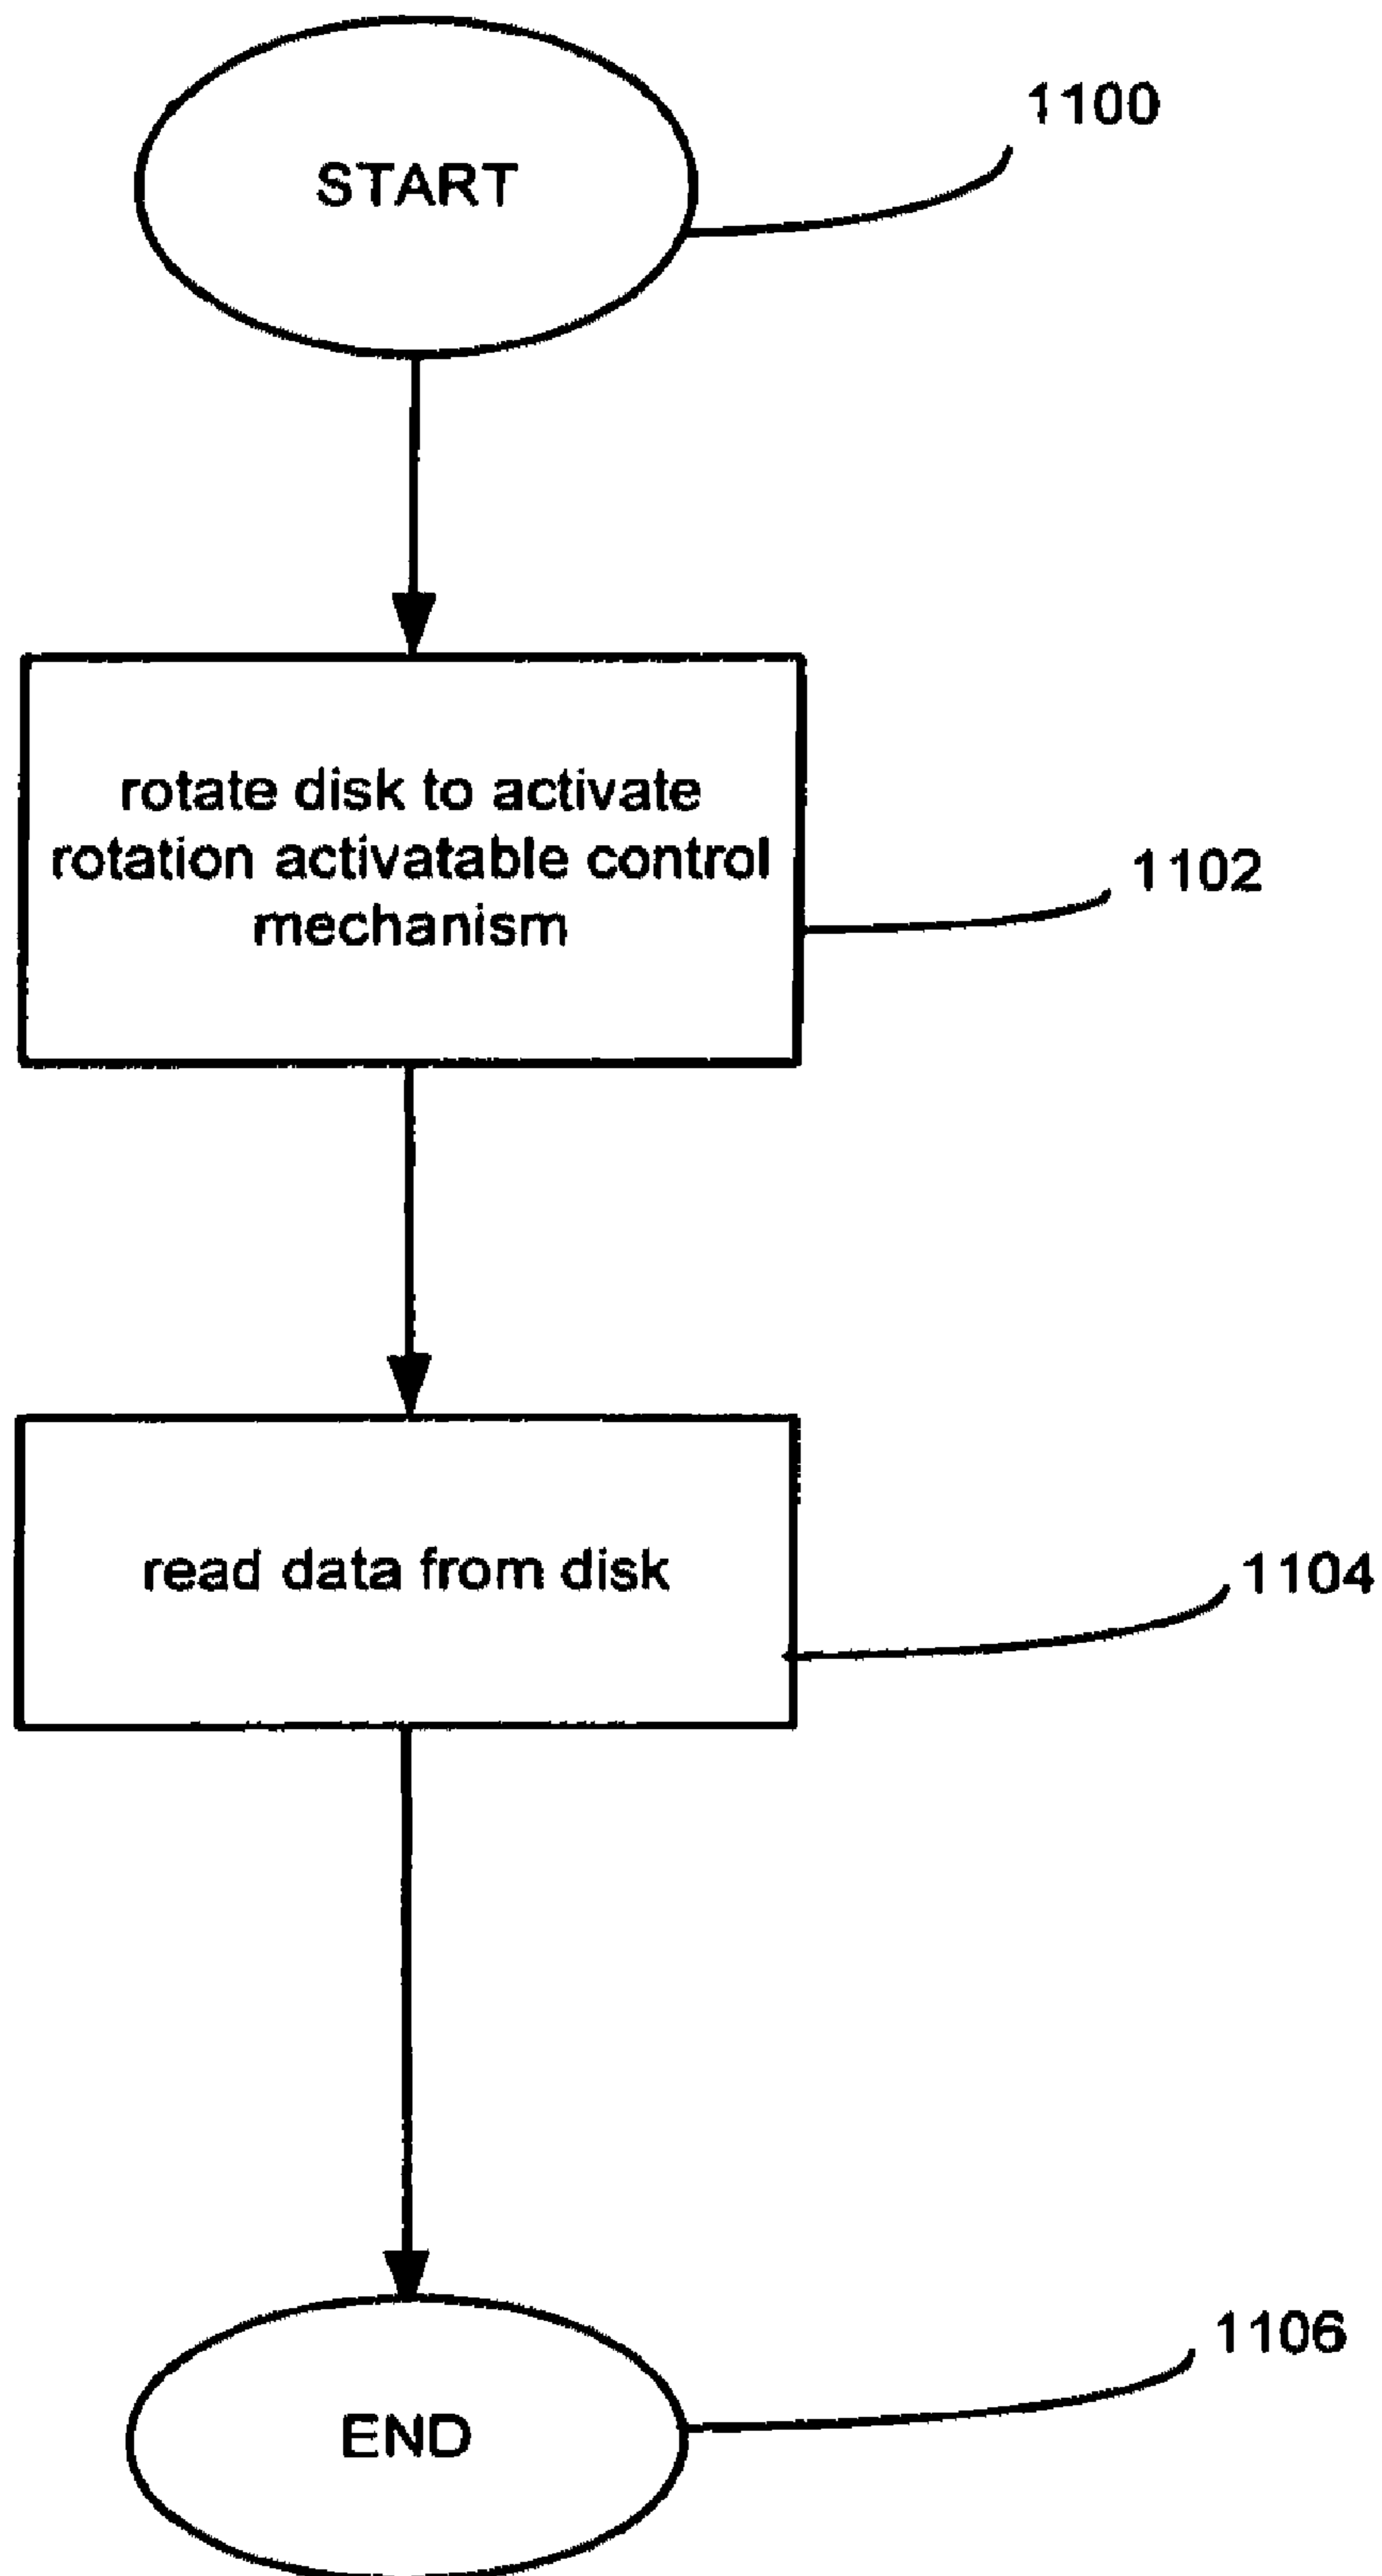 START
1100
rotate disk to activate
rotation activatable control
mechanism
1102
read data from disk
1104
END
1106